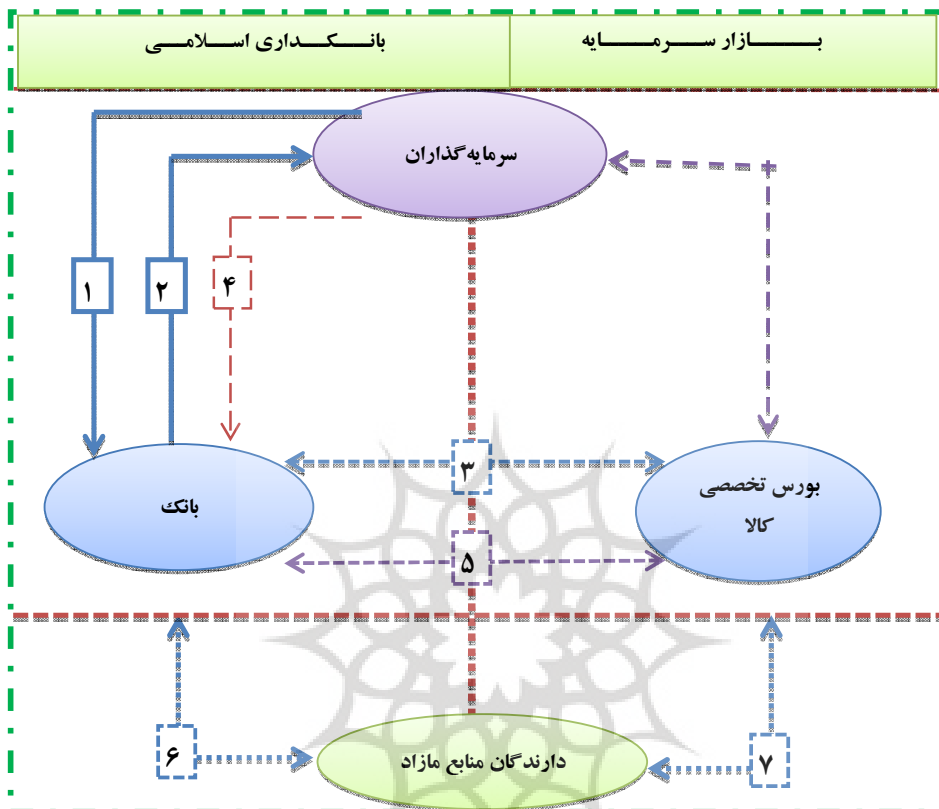 بازار سرمایه
بانکداری اسلامی
سرمایه‌گذاران
۱
۲
۴
۳
بورس تخصصی
کالا
بانک
۵
۶
دارندگان منابع مازاد
۷